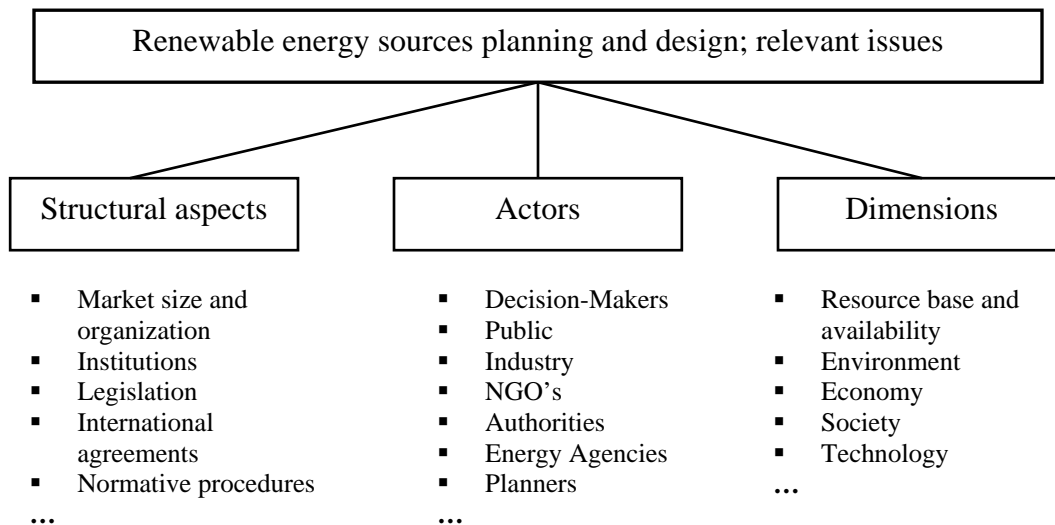 Renewable energy sources planning and design; relevant issues
Structural aspects
Actors
Dimensions
▪ Market size and
organization
▪ Institutions
▪ Legislation
▪ International
agreements
▪ Normative procedures
...
▪ Decision-Makers
▪ Public
▪ Industry
▪ NGO’s
▪ Authorities
▪ Energy Agencies
▪ Planners
...
▪ Resource base and
availability
▪ Environment
▪ Economy
▪ Society
▪ Technology
...